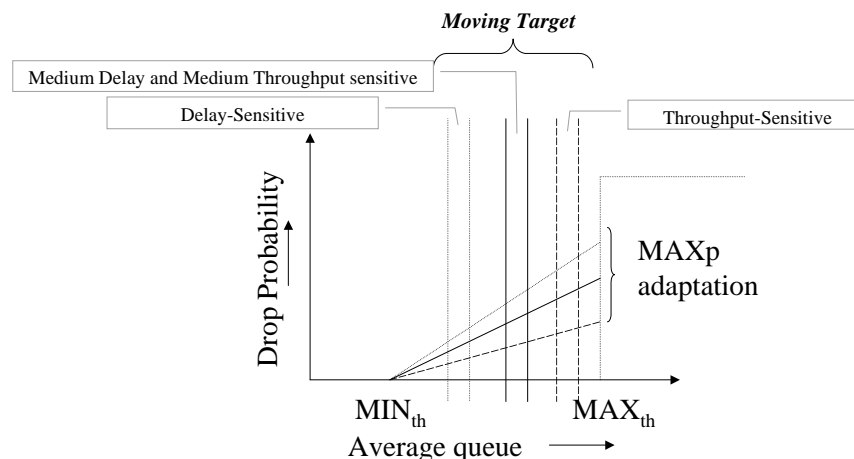 Moving Target
Medium Delay and Medium Throughput sensitive
Delay-Sensitive
Throughput-Sensitive
Drop Probability
MAXp
adaptation
MINth
MAXth
Average queue